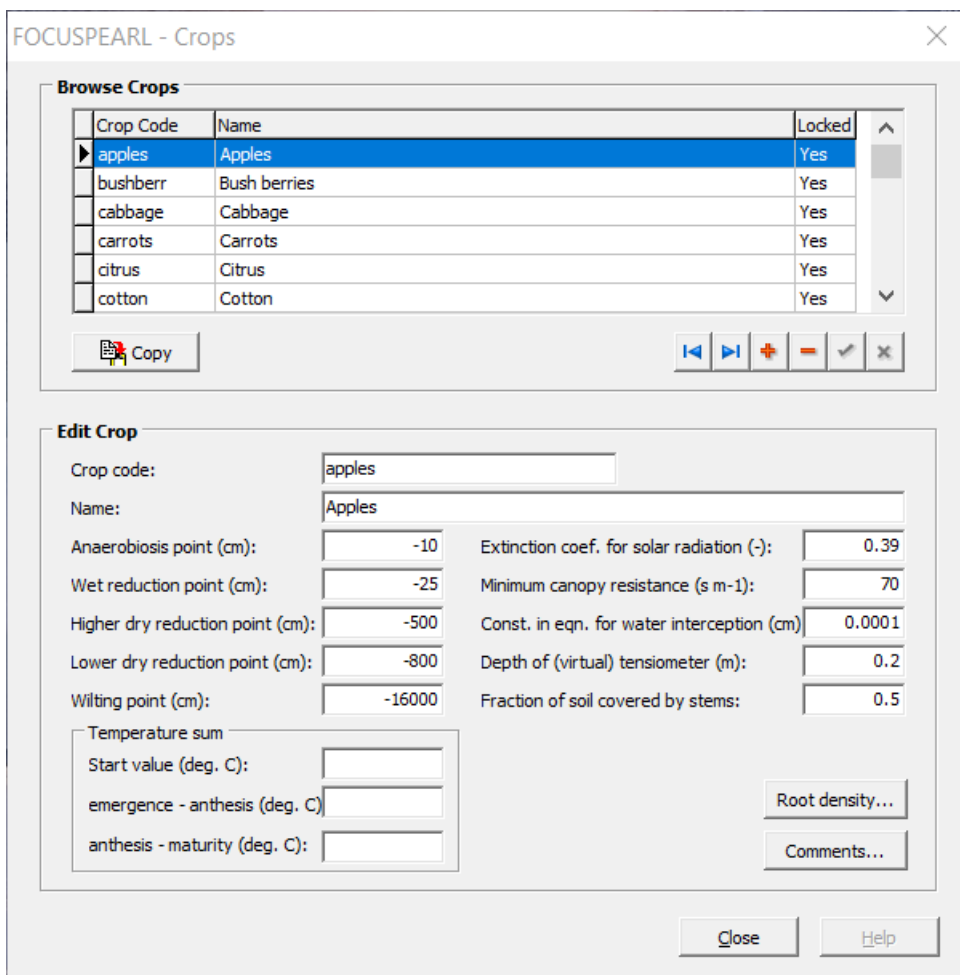 FOCUSPEARL - Crops
Browse Crops
Crop Code Name Locked
apples Apples Yes
bushberr Bush berries Yes
cabbage Cabbage Yes
carrots Carrots Yes
citrus Citrus Yes
cotton Cotton Yes
Copy
Edit Crop
Crop code: apples
Name: Apples
Anaerobiosis point (cm): -10 Extinction coef. for solar radiation (-): 0.39
Wet reduction point (cm): -25 Minimum canopy resistance (s m-1): 70
Higher dry reduction point (cm): -500 Const. in eqn. for water interception (cm) 0.0001
Lower dry reduction point (cm): -800 Depth of (virtual) tensiometer (m): 0.2
Wilting point (cm): -16000 Fraction of soil covered by stems: 0.5
Temperature sum
Start value (deg. C):
emergence - anthesis (deg. C)
Root density...
anthesis - maturity (deg. C):
Comments...
Close Help